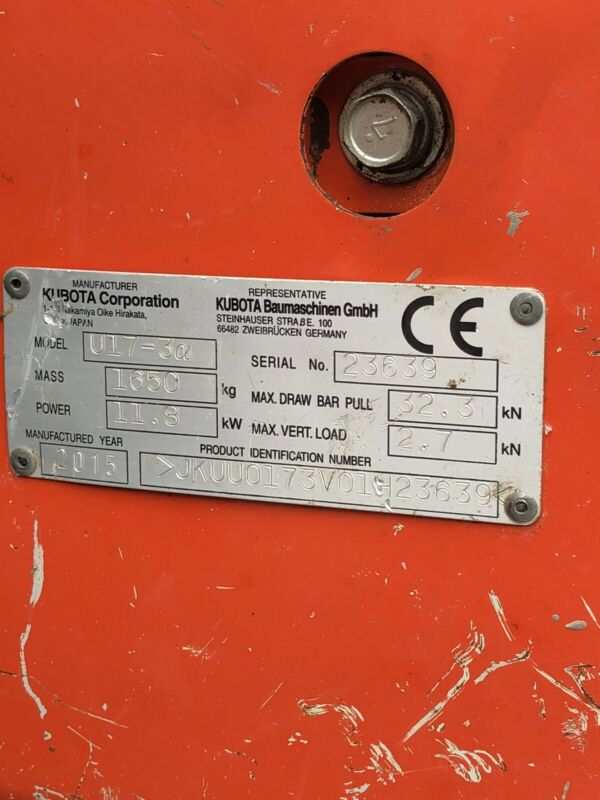 MANUFACTURER
KUBOTA Corporation
Nakamiya Oike Hirakata,
JAPAN
REPRESENTATIVE
KUBOTA Baumaschinen GmbH
STEINHAUSER STRAßE. 100
66482 ZWEIBRÜCKEN GERMANY
CE
MODEL U17-3α
SERIAL No. 23639
MASS 1650 kg
MAX. DRAW BAR PULL 32.3 kN
POWER 11.8 kW
MAX. VERT. LOAD 2.7 kN
MANUFACTURED YEAR
2015
PRODUCT IDENTIFICATION NUMBER
>JKUU0173V01H23639<